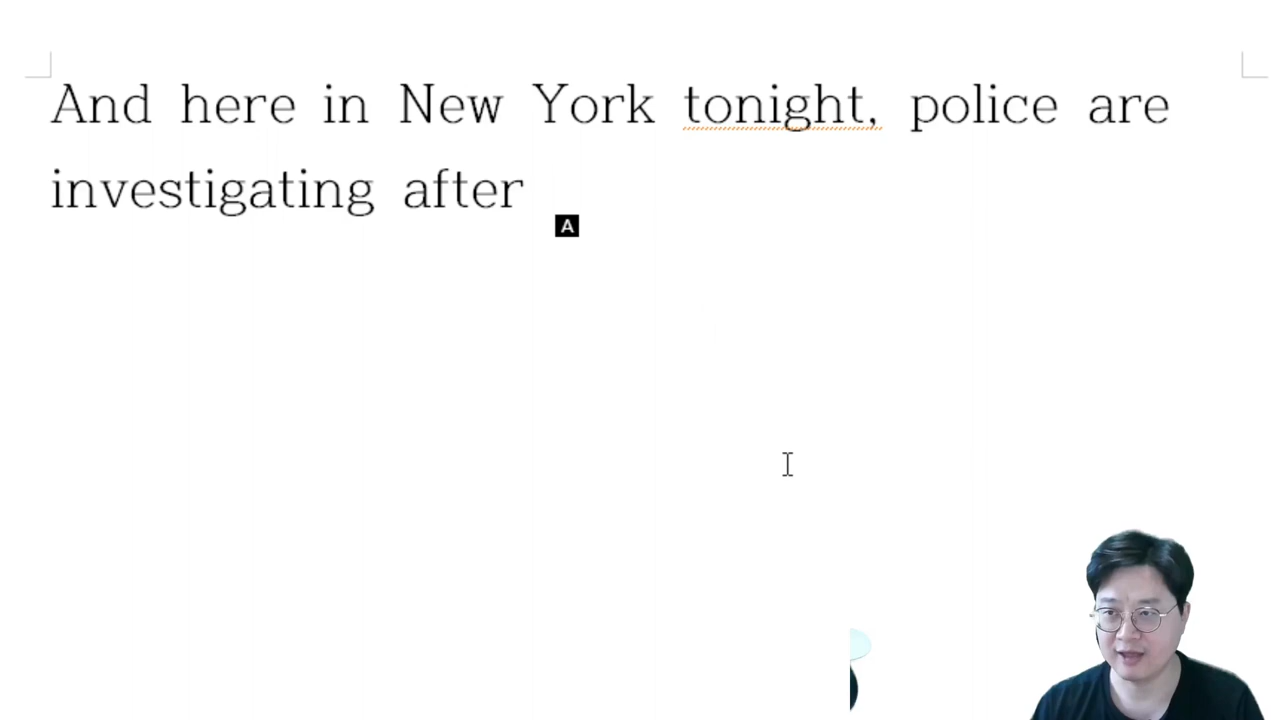 And here in New York tonight, police are
investigating after
A